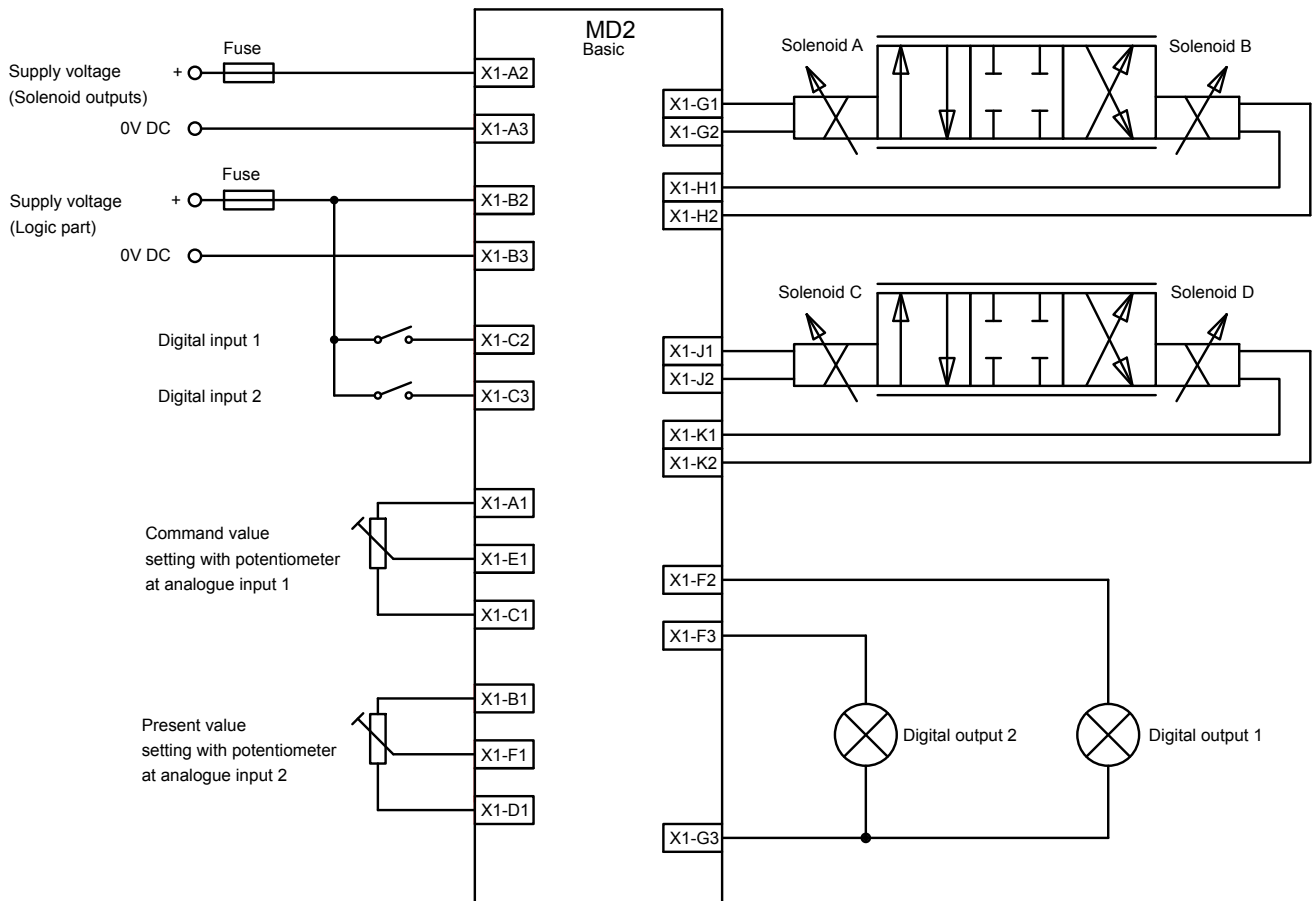 MD2
Basic
Fuse
Supply voltage
(Solenoid outputs)
+
X1-A2
0V DC
X1-A3
Fuse
Supply voltage
(Logic part)
+
X1-B2
0V DC
X1-B3
Digital input 1
X1-C2
Digital input 2
X1-C3
Command value
setting with potentiometer
at analogue input 1
X1-A1
X1-E1
X1-C1
Present value
setting with potentiometer
at analogue input 2
X1-B1
X1-F1
X1-D1
Solenoid A
Solenoid B
X1-G1
X1-G2
X1-H1
X1-H2
Solenoid C
Solenoid D
X1-J1
X1-J2
X1-K1
X1-K2
X1-F2
X1-F3
Digital output 2
Digital output 1
X1-G3